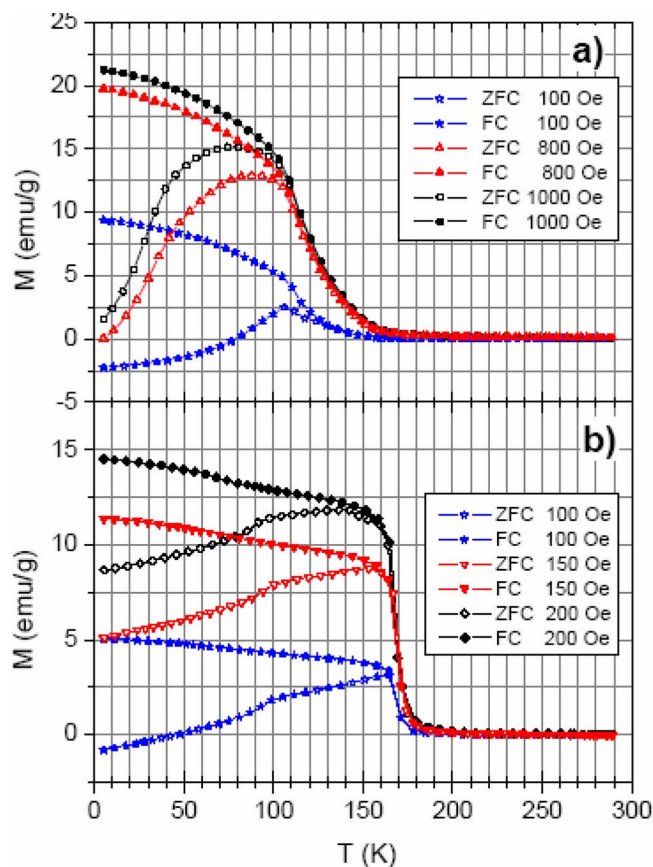 25
20
15
10
5
0
-5
M (emu/g)
a)
ZFC 100 Oe
FC 100 Oe
ZFC 800 Oe
FC 800 Oe
ZFC 1000 Oe
FC 1000 Oe
15
10
5
0
M (emu/g)
b)
ZFC 100 Oe
FC 100 Oe
ZFC 150 Oe
FC 150 Oe
ZFC 200 Oe
FC 200 Oe
0 50 100 150 200 250 300
T (K)